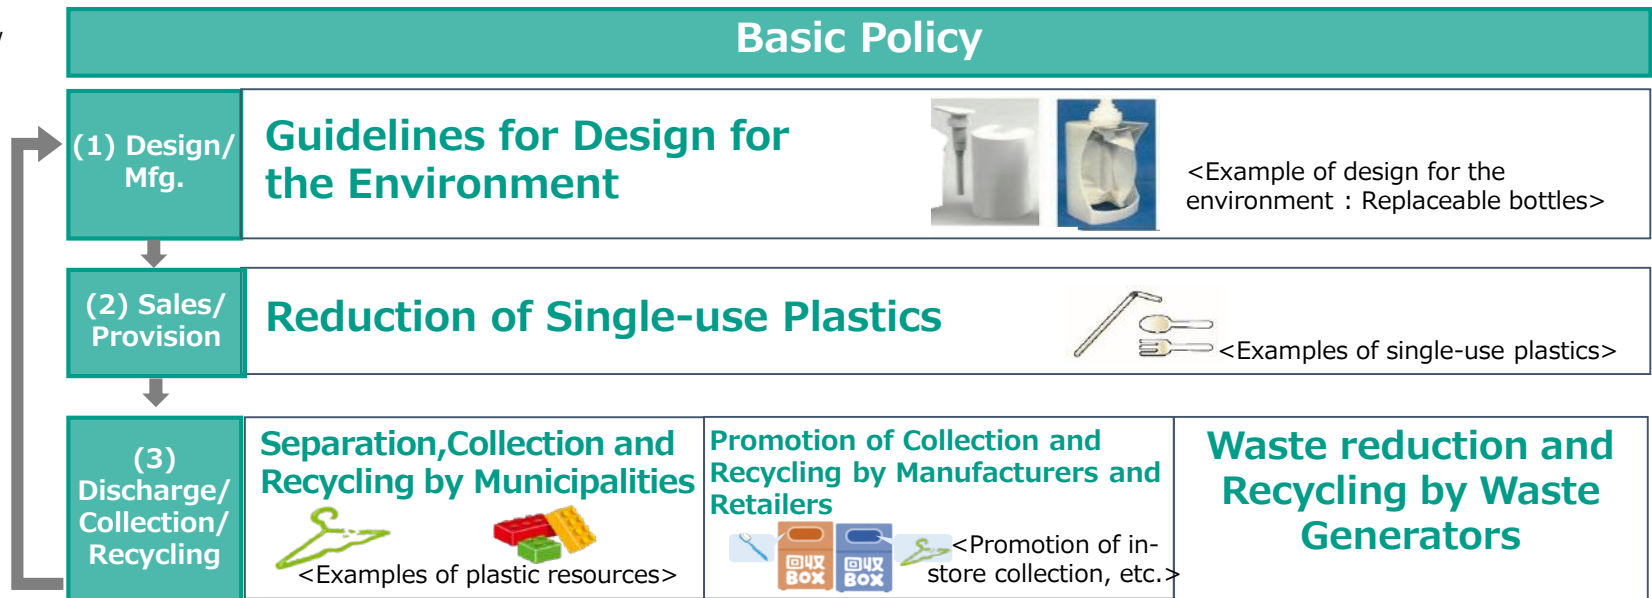 Basic Policy
(1) Design/
Mfg.
Guidelines for Design for
the Environment
<Example of design for the
environment : Replaceable bottles>
(2) Sales/
Provision
Reduction of Single-use Plastics
<Examples of single-use plastics>
(3)
Discharge/
Collection/
Recycling
Separation,Collection and
Recycling by Municipalities
<Examples of plastic resources>
Promotion of Collection and
Recycling by Manufacturers and
Retailers
回収
BOX
回収
BOX
<Promotion of in-
store collection, etc.>
Waste reduction and
Recycling by Waste
Generators